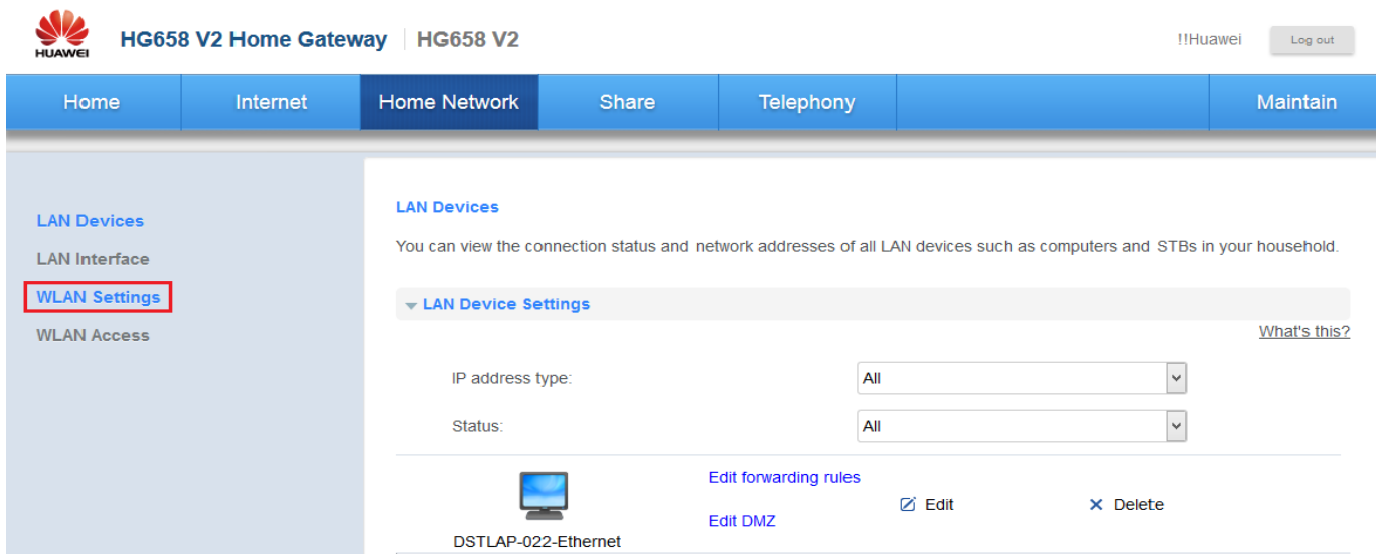 HUAWEI
HG658 V2 Home Gateway HG658 V2
!!Huawei
Log out
Home Internet Home Network Share Telephony Maintain
LAN Devices
LAN Interface
WLAN Settings
WLAN Access
LAN Devices
You can view the connection status and network addresses of all LAN devices such as computers and STBs in your household.
LAN Device Settings
What's this?
IP address type: All
Status: All
Edit forwarding rules
Edit DMZ
Edit
Delete
DSTLAP-022-Ethernet